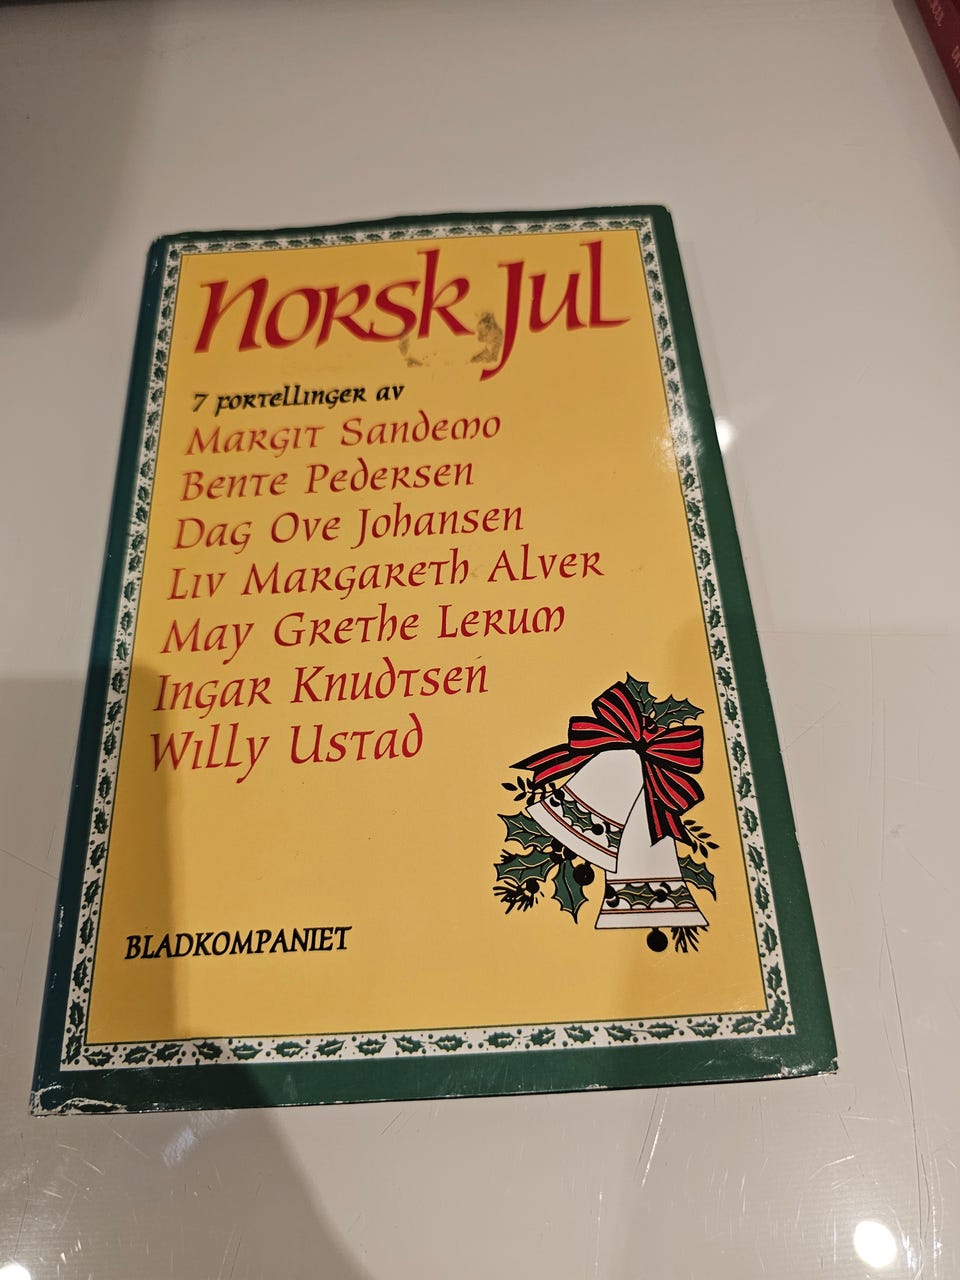 Norsk Jul
7 fortellinger av
Margit Sandemo
Bente Pedersen
Dag Ove Johansen
Liv Margareth Alver
May Grethe Lerum
Ingar Knudtsen
Willy Ustad
BLADKOMPANIET